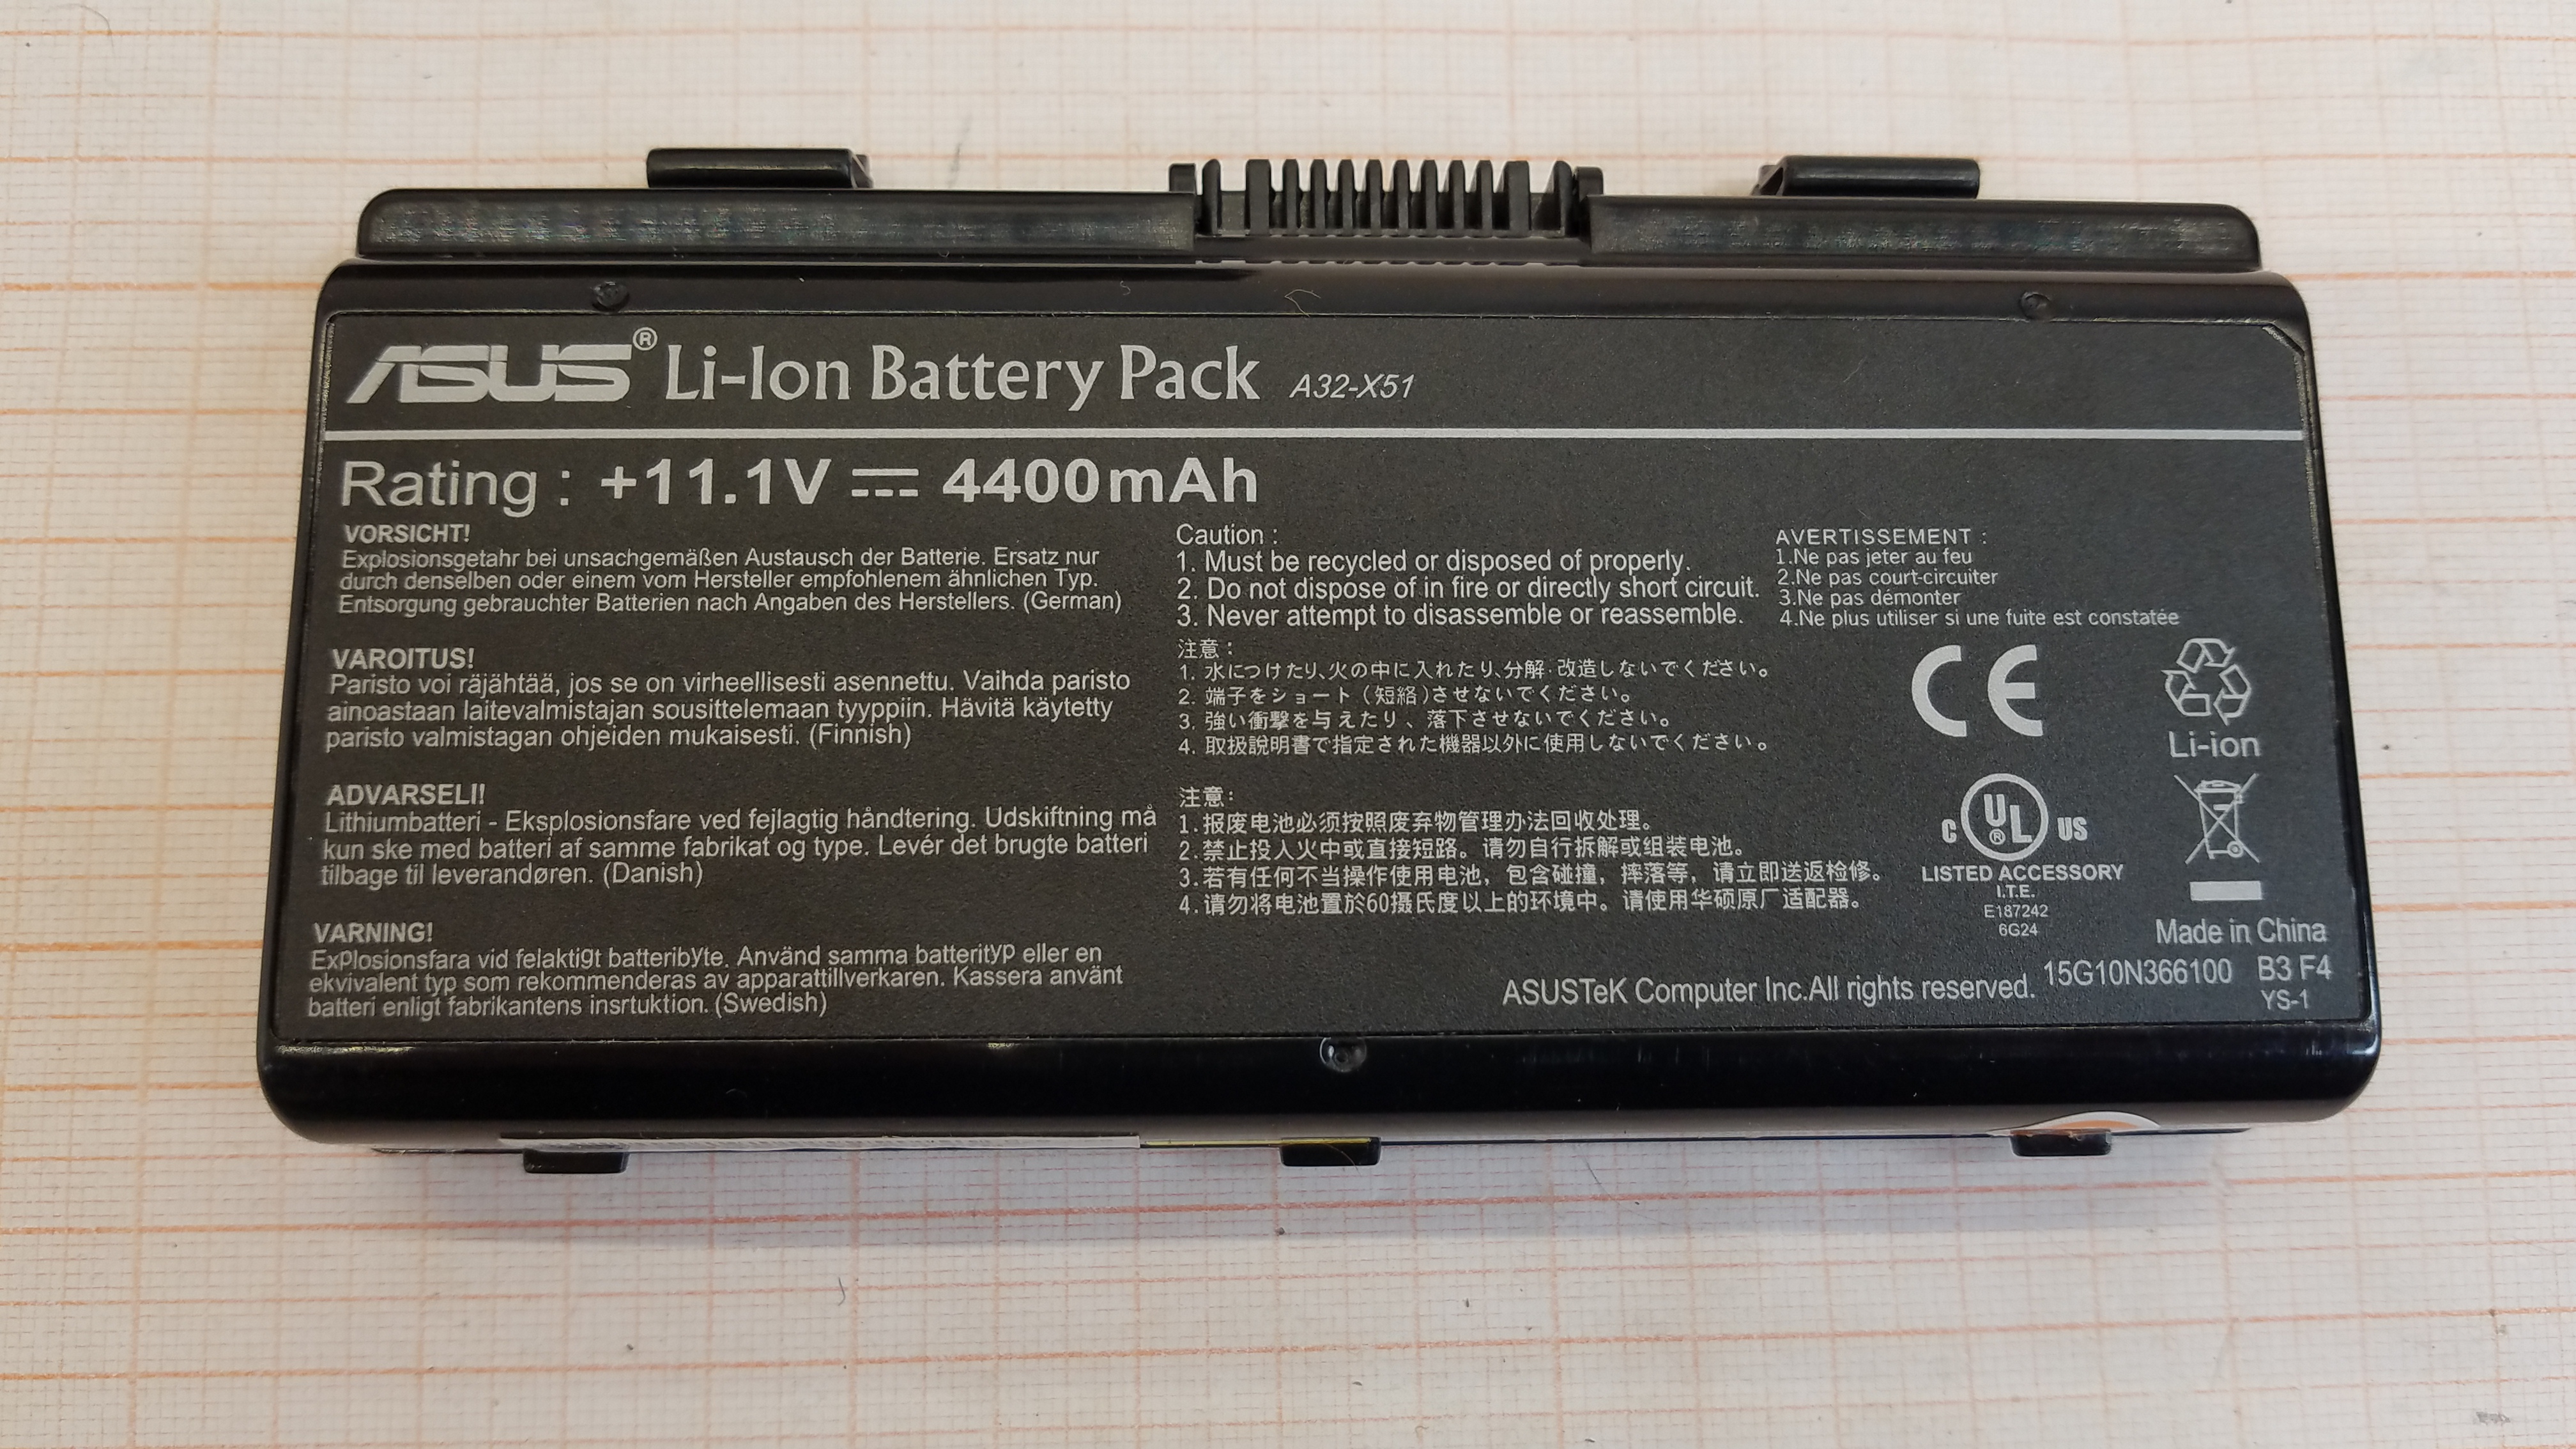 ASUS® Li-Ion Battery Pack A32-X51
Rating : +11.1V 4400mAh
VORSICHT!
Explosionsgetahr bei unsachgemäßen Austausch der Batterie. Ersatz nur
durch denselben oder einem vom Hersteller empfohlenem ähnlichen Typ.
Entsorgung gebrauchter Batterien nach Angaben des Herstellers. (German)
VAROITUS!
Paristo voi räjähtää, jos se on virheellisesti asennettu. Vaihda paristo
ainoastaan laitevalmistajan sousittelemaan tyyppiin. Hävitä käytetty
paristo valmistagan ohjeiden mukaisesti. (Finnish)
ADVARSELI!
Lithiumbatteri - Eksplosionsfare ved fejlagtig håndtering. Udskiftning må
kun ske med batteri af samme fabrikat og type. Levér det brugte batteri
tilbage til leverandøren. (Danish)
VARNING!
Explosionsfara vid felaktigt batteribyte. Använd samma batterityp eller en
ekvivalent typ som rekommenderas av apparattillverkaren. Kassera använt
batteri enligt fabrikantens insrtuktion. (Swedish)
Caution :
1. Must be recycled or disposed of properly.
2. Do not dispose of in fire or directly short circuit.
3. Never attempt to disassemble or reassemble.
注意：
1. 水につけたり、火の中に入れたり、分解·改造しないでください。
2. 端子をショート（短絡）させないでください。
3. 強い衝撃を与えたり、落下させないでください。
4. 取扱説明書で指定された機器以外に使用しないでください。
注意：
1.报废电池必须按照废弃物管理办法回收处理。
2.禁止投入火中或直接短路。请勿自行拆解或组装电池。
3.若有任何不当操作使用电池，包含碰撞，摔落等，请立即送返检修。
4.请勿将电池置於60摄氏度以上的环境中。请使用华硕原厂适配器。
AVERTISSEMENT :
1.Ne pas jeter au feu
2.Ne pas court-circuiter
3.Ne pas démonter
4.Ne plus utiliser si une fuite est constatée
CE
Li-ion
C UL® US
LISTED ACCESSORY
I.T.E.
E187242
6G24
Made in China
ASUSTeK Computer Inc.All rights reserved. 15G10N366100 B3 F4
YS-1